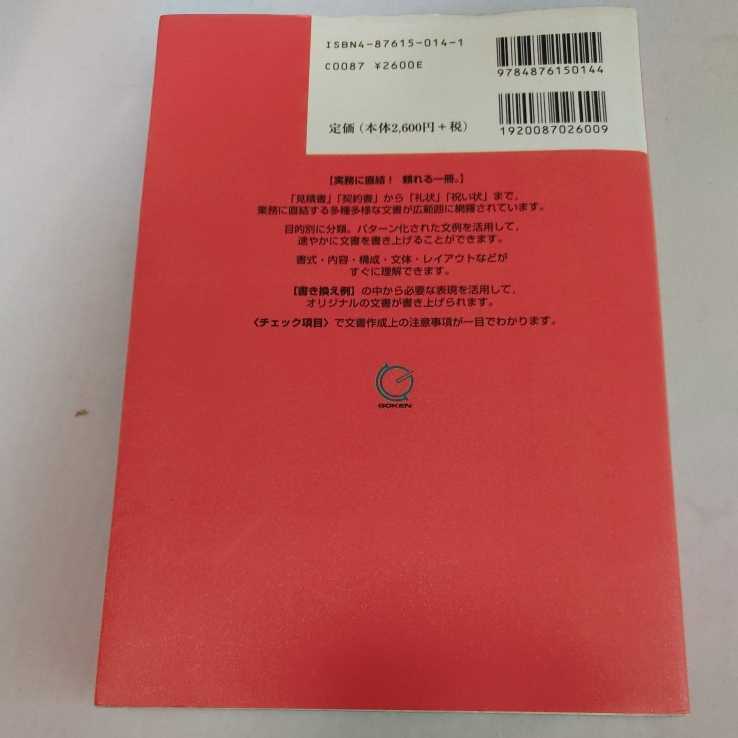 ISBN4-87615-014-1
C0087 ¥2600E
9784876150144
定価（本体2,600円＋税）
1920087026009
【実務に直結！ 頼れる一冊。】
「見積書」「契約書」から「礼状」「祝い状」まで，
業務に直結する多種多様な文書が広範囲に網羅されています。
目的別に分類。パターン化された文例を活用して，
速やかに文書を書き上げることができます。
書式・内容・構成・文体・レイアウトなどが
すぐに理解できます。
【書き換え例】の中から必要な表現を活用して，
オリジナルの文書が書き上げられます。
〈チェック項目〉で文書作成上の注意事項が一目でわかります。
GOKEN